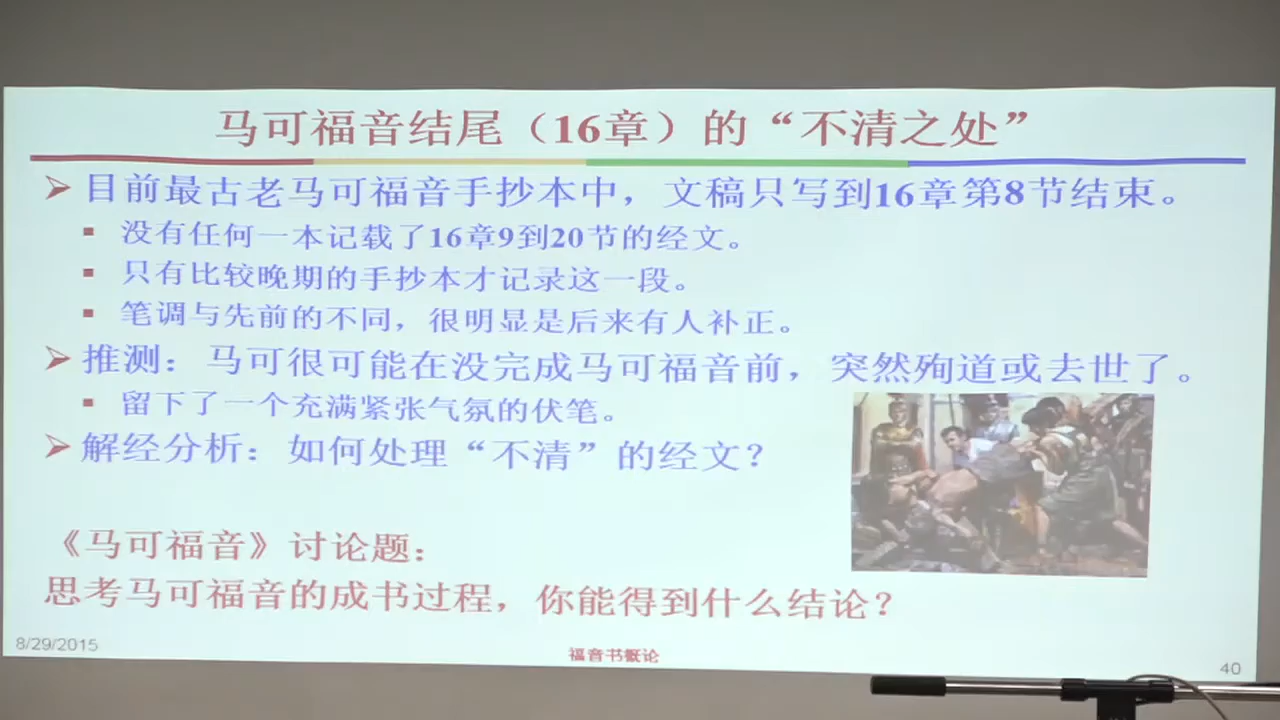 马可福音结尾（16章）的“不清之处”
目前最古老马可福音手抄本中，文稿只写到16章第8节结束。
没有任何一本记载了16章9到20节的经文。
只有比较晚期的手抄本才记录这一段。
笔调与先前的不同，很明显是后来有人补正。
推测：马可很可能在没完成马可福音前，突然殉道或去世了。
留下了一个充满紧张气氛的伏笔。
解经分析：如何处理“不清”的经文？
《马可福音》讨论题：
思考马可福音的成书过程，你能得到什么结论？
8/29/2015
福音书概论
40